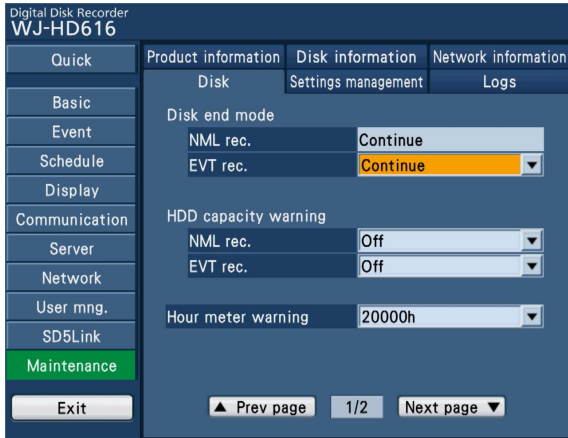 Digital Disk Recorder
WJ-HD616
Quick
Basic
Event
Schedule
Display
Communication
Server
Network
User mng.
SD5Link
Maintenance
Exit
Product information Disk information Network information
Disk Settings management Logs
Disk end mode
NML rec. Continue
EVT rec. Continue
HDD capacity warning
NML rec. Off
EVT rec. Off
Hour meter warning 20000h
▲ Prev page 1/2 Next page ▼